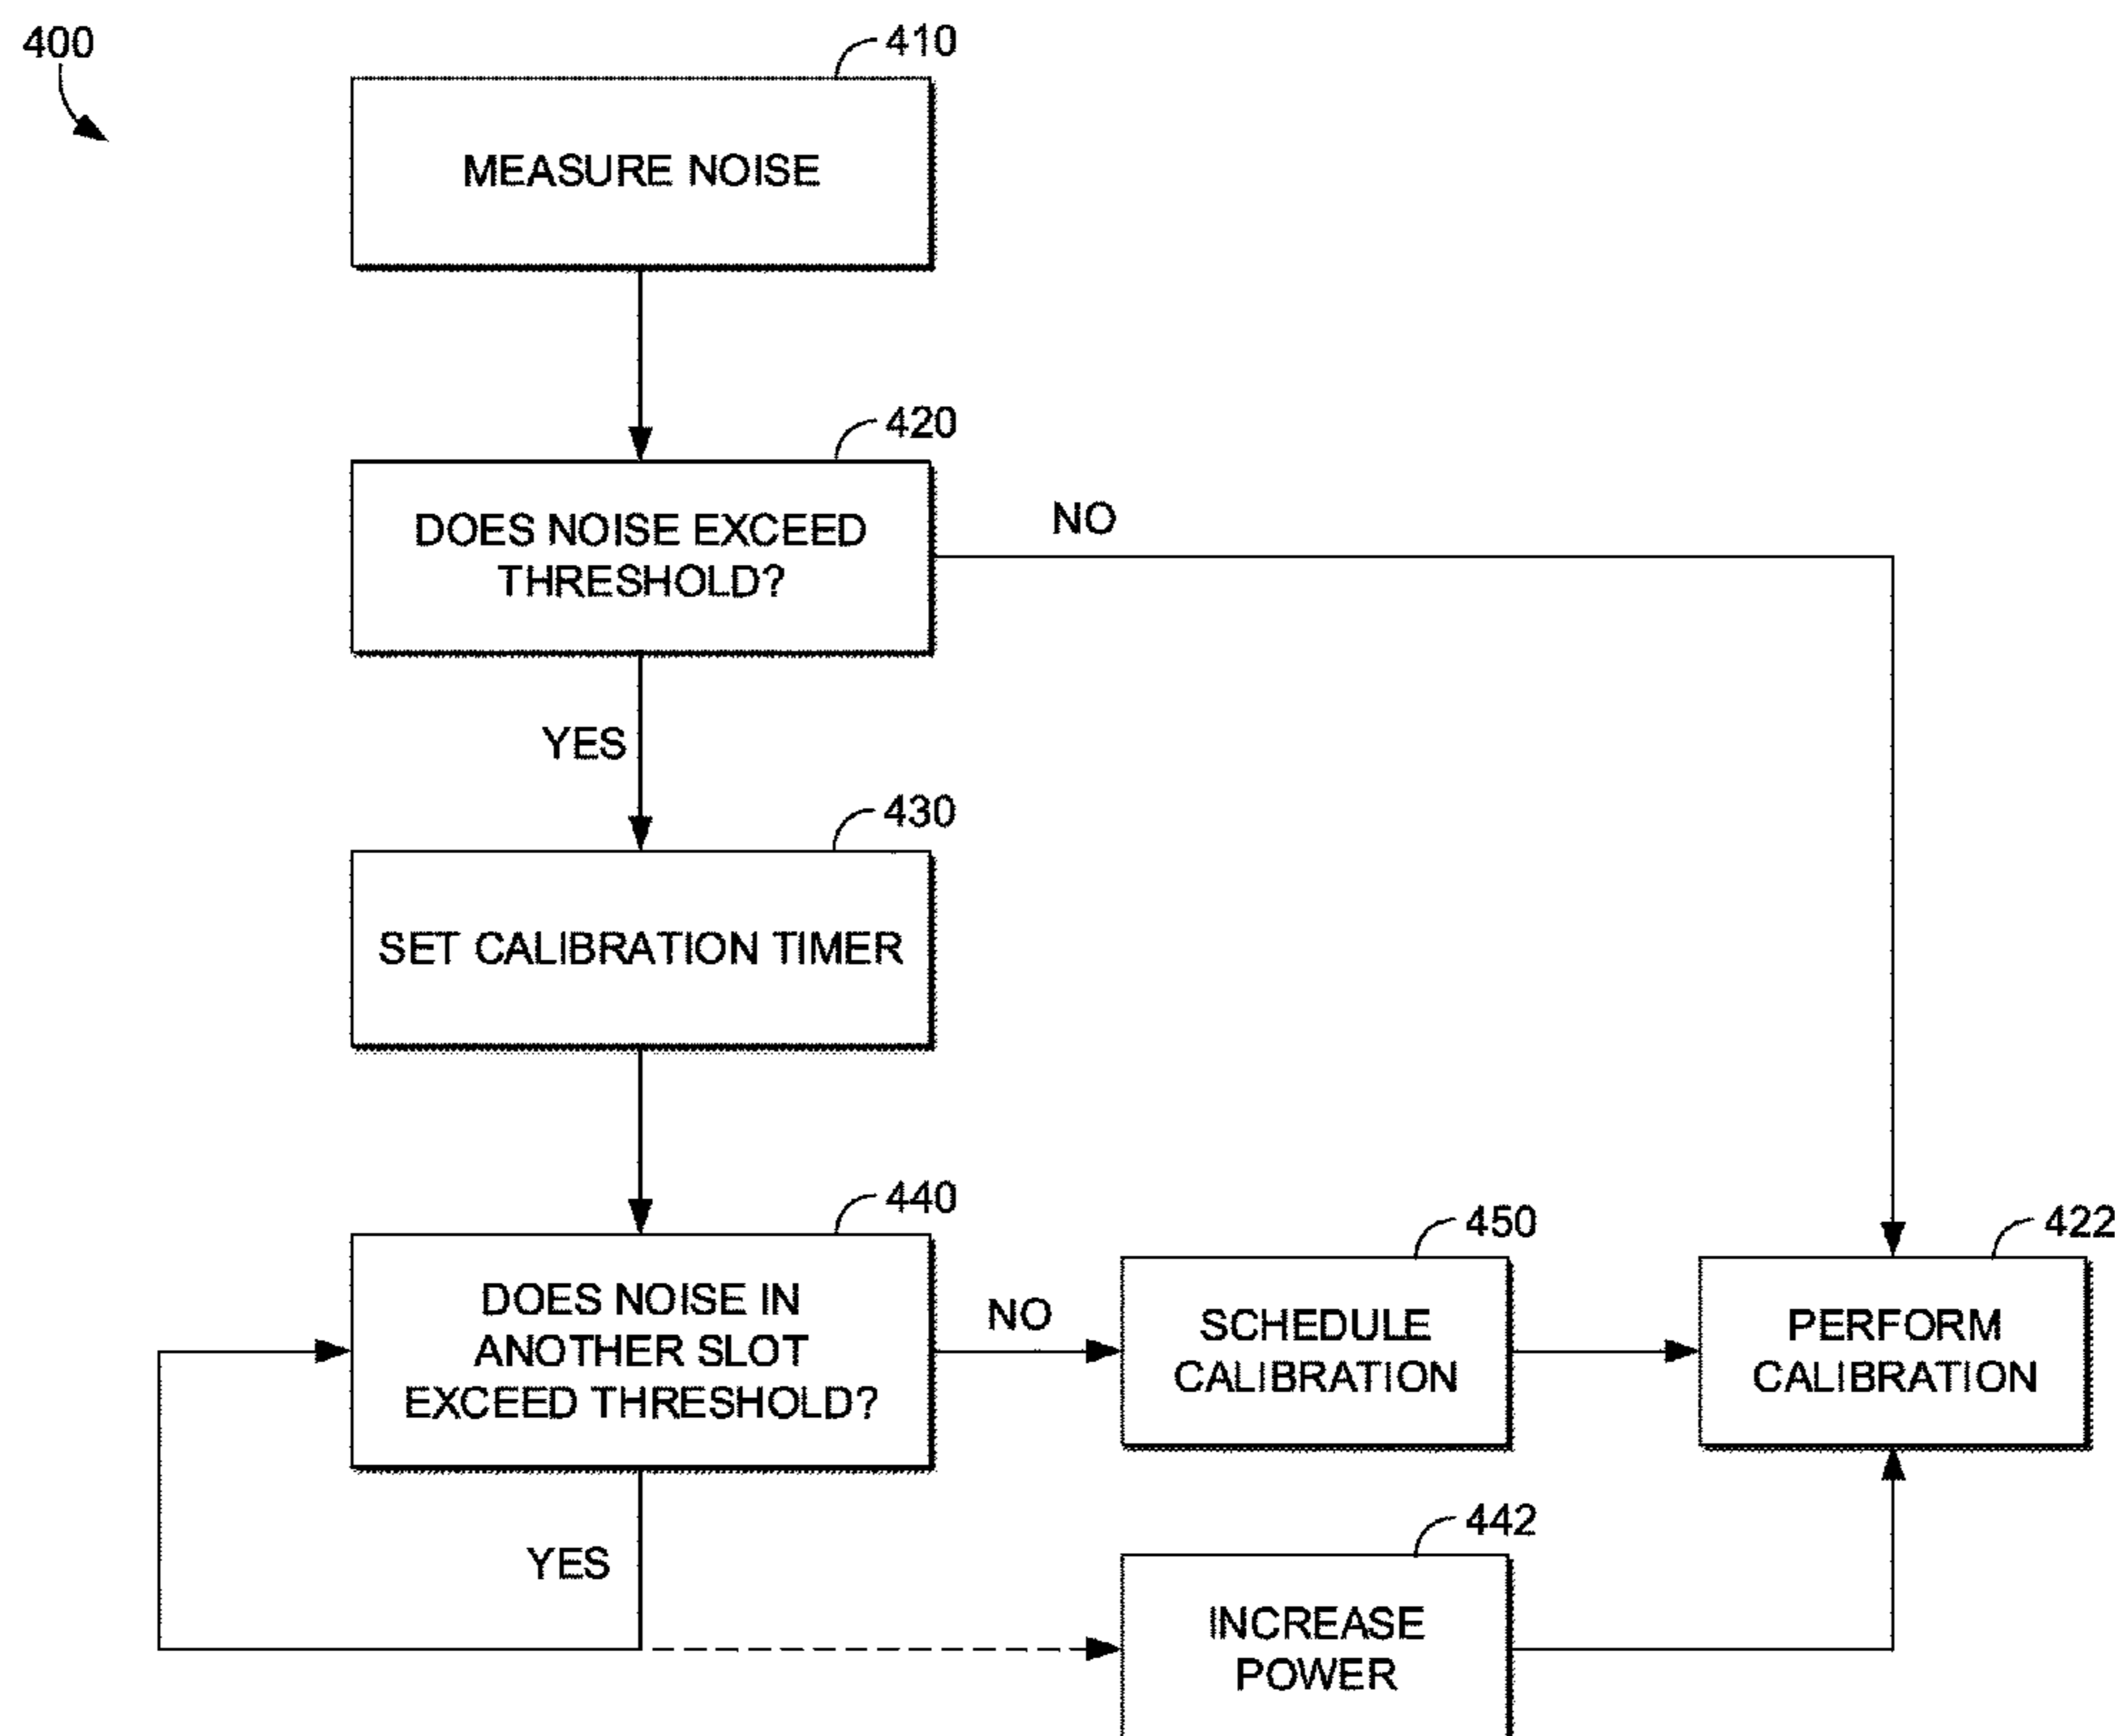 400
410
MEASURE NOISE
420
DOES NOISE EXCEED
THRESHOLD?
NO
YES
430
SET CALIBRATION TIMER
440
DOES NOISE IN
ANOTHER SLOT
EXCEED THRESHOLD?
NO
450
SCHEDULE
CALIBRATION
422
PERFORM
CALIBRATION
YES
442
INCREASE
POWER